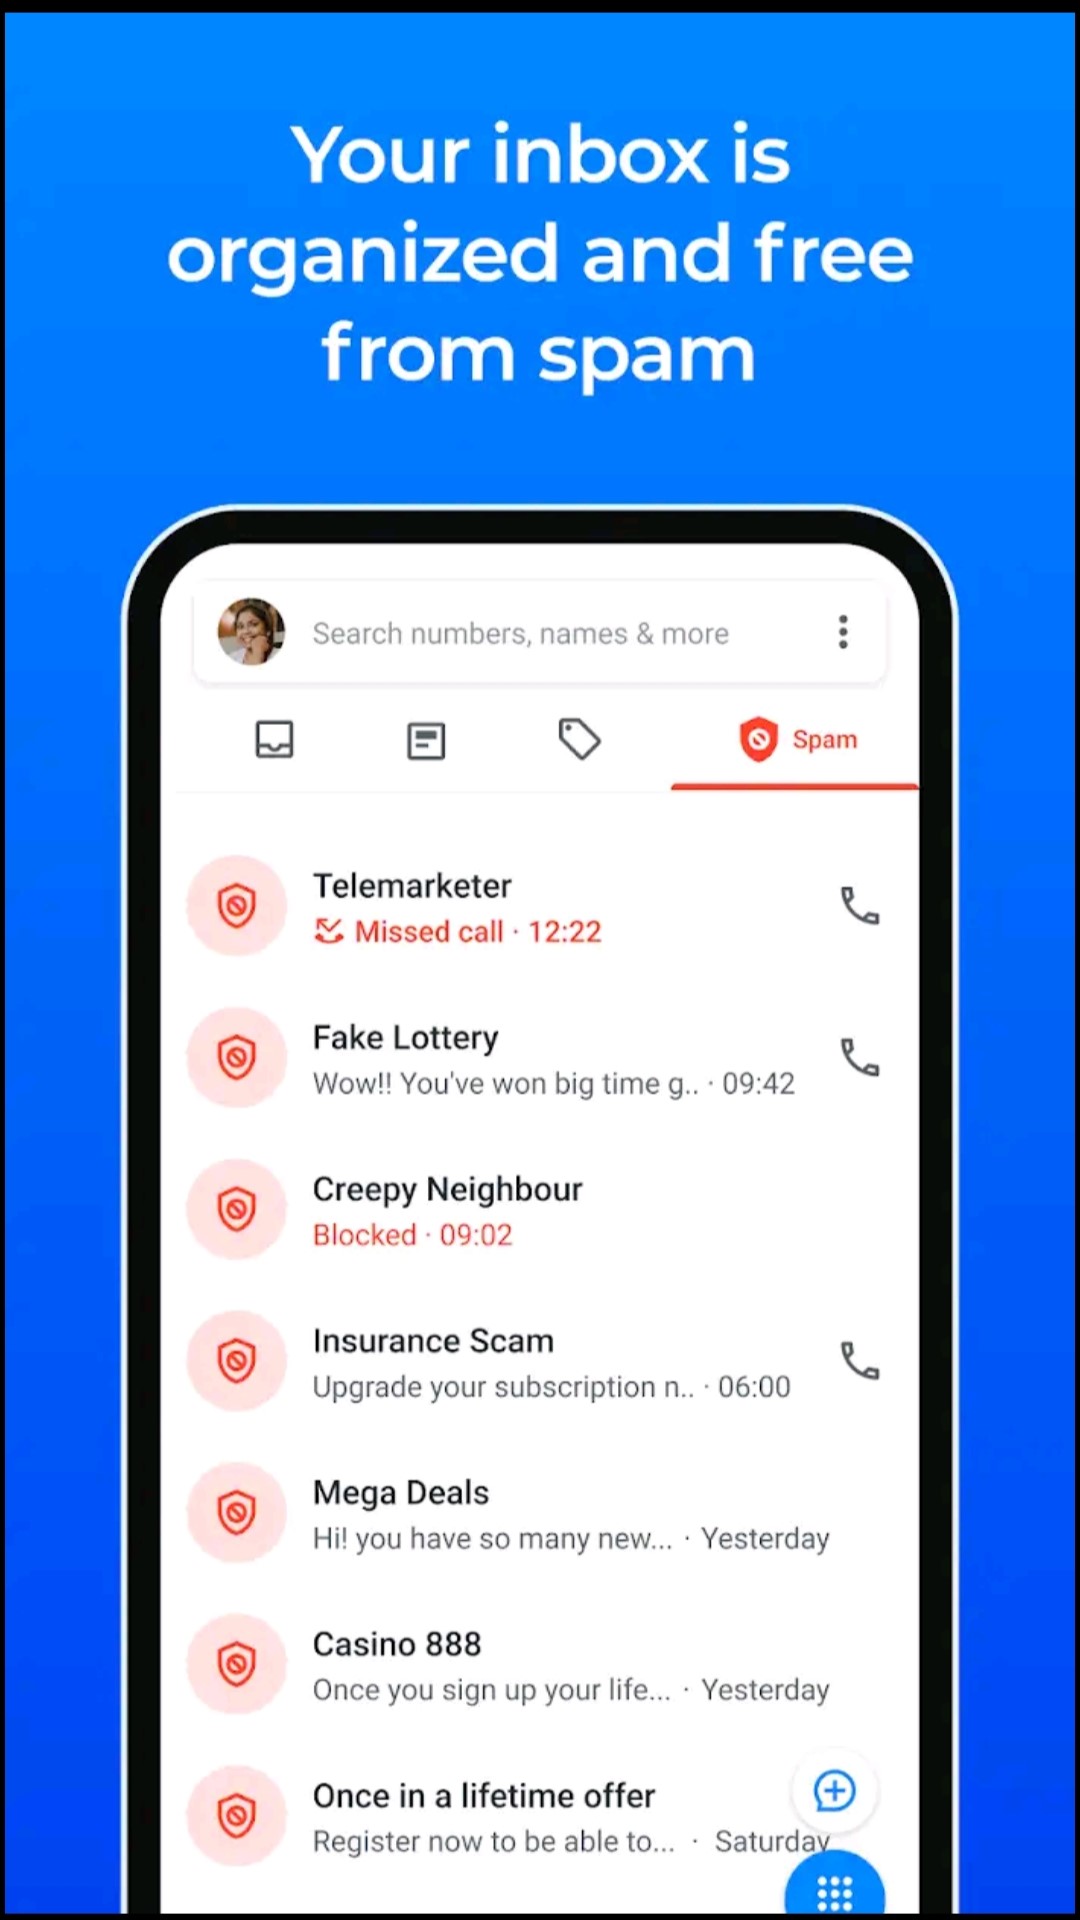 Your inbox is
organized and free
from spam
Search numbers, names & more
Spam
Telemarketer
Missed call · 12:22
Fake Lottery
Wow!! You've won big time g.. · 09:42
Creepy Neighbour
Blocked · 09:02
Insurance Scam
Upgrade your subscription n.. · 06:00
Mega Deals
Hi! you have so many new... · Yesterday
Casino 888
Once you sign up your life... · Yesterday
Once in a lifetime offer
Register now to be able to... · Saturday